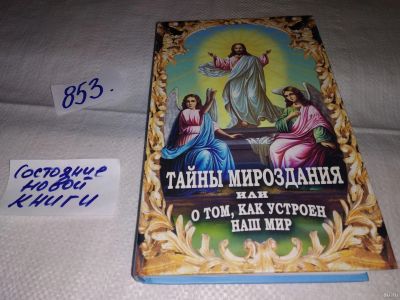 853.
Состояние
новой
книги
ТАЙНЫ МИРОЗДАНИЯ
ИЛИ
О ТОМ, КАК УСТРОЕН
НАШ МИР